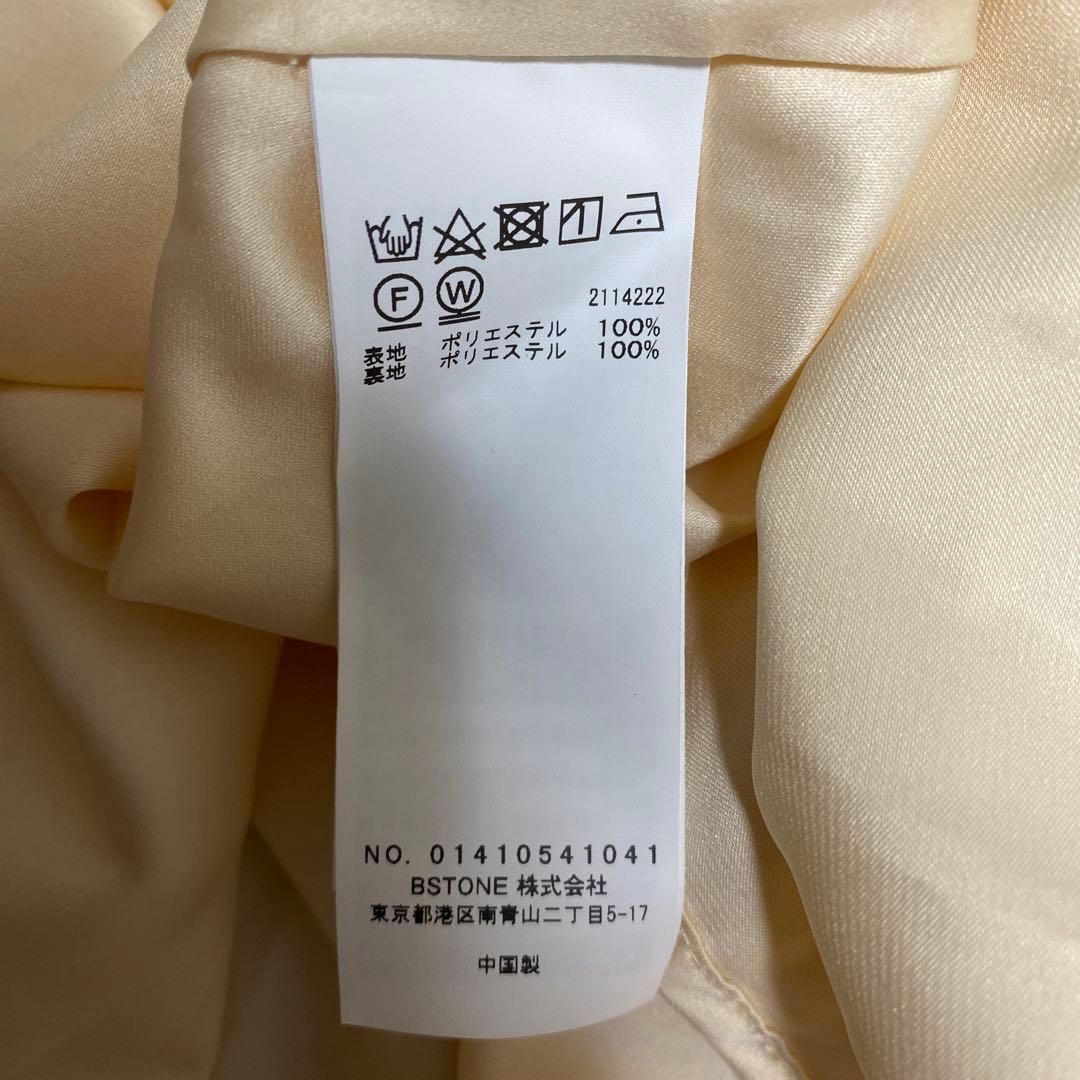 F W 2114222
表地 ポリエステル 100%
裏地 ポリエステル 100%
NO. 01410541041
BSTONE 株式会社
東京都港区南青山二丁目5-17
中国製